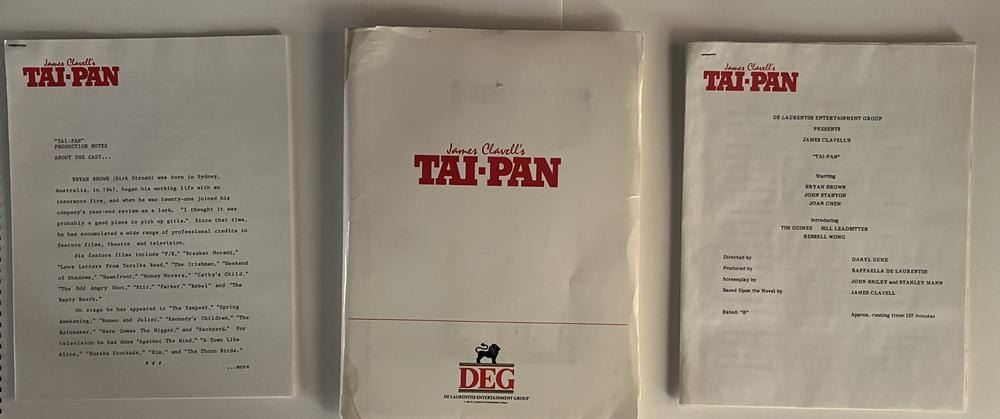 James Clavell's
TAI-PAN
"TAI-PAN"
PRODUCTION NOTES
ABOUT THE CAST...
BRYAN BROWN (Dirk Struan) was born in Sydney,
Australia, in 1947, began his working life with an
insurance firm, and when he was twenty-one joined his
company's year-end review as a lark. "I thought it was
probably a good place to pick up girls." Since that time,
he has accumulated a wide range of professional credits in
feature films, theatre and television.
His feature films include "F/X," "Breaker Morant,"
"Love Letters From Teralba Road," "The Irishman," "Weekend
of Shadows," "Newsfront," "Money Movers," "Cathy's Child,"
"The Odd Angry Shot," "Stir," "Parker," "Rebel" and "The
Empty Beach."
On stage he has appeared in "The Tempest," "Spring
Awakening," "Romeo and Juliet," "Kennedy's Children," "The
Rainmaker," "Here Comes The Nigger," and "Backyard." For
television he has done "Against The Wind," "A Town Like
Alice," "Eureka Stockade," "Kim," and "The Thorn Birds."
# # #
...more
James Clavell's
TAI-PAN
DEG
DE LAURENTIIS ENTERTAINMENT GROUP
James Clavell's
TAI-PAN
DE LAURENTIIS ENTERTAINMENT GROUP
PRESENTS
JAMES CLAVELL'S
"TAI-PAN"
Starring
BRYAN BROWN
JOHN STANTON
JOAN CHEN
Introducing
TIM GUINEE BILL LEADBITTER
RUSSELL WONG
Directed by DARYL DUKE
Produced by RAFFAELLA DE LAURENTIIS
Screenplay by JOHN BRILEY and STANLEY MANN
Based Upon the Novel by JAMES CLAVELL
Rated: "R" Approx. running time: 127 minutes